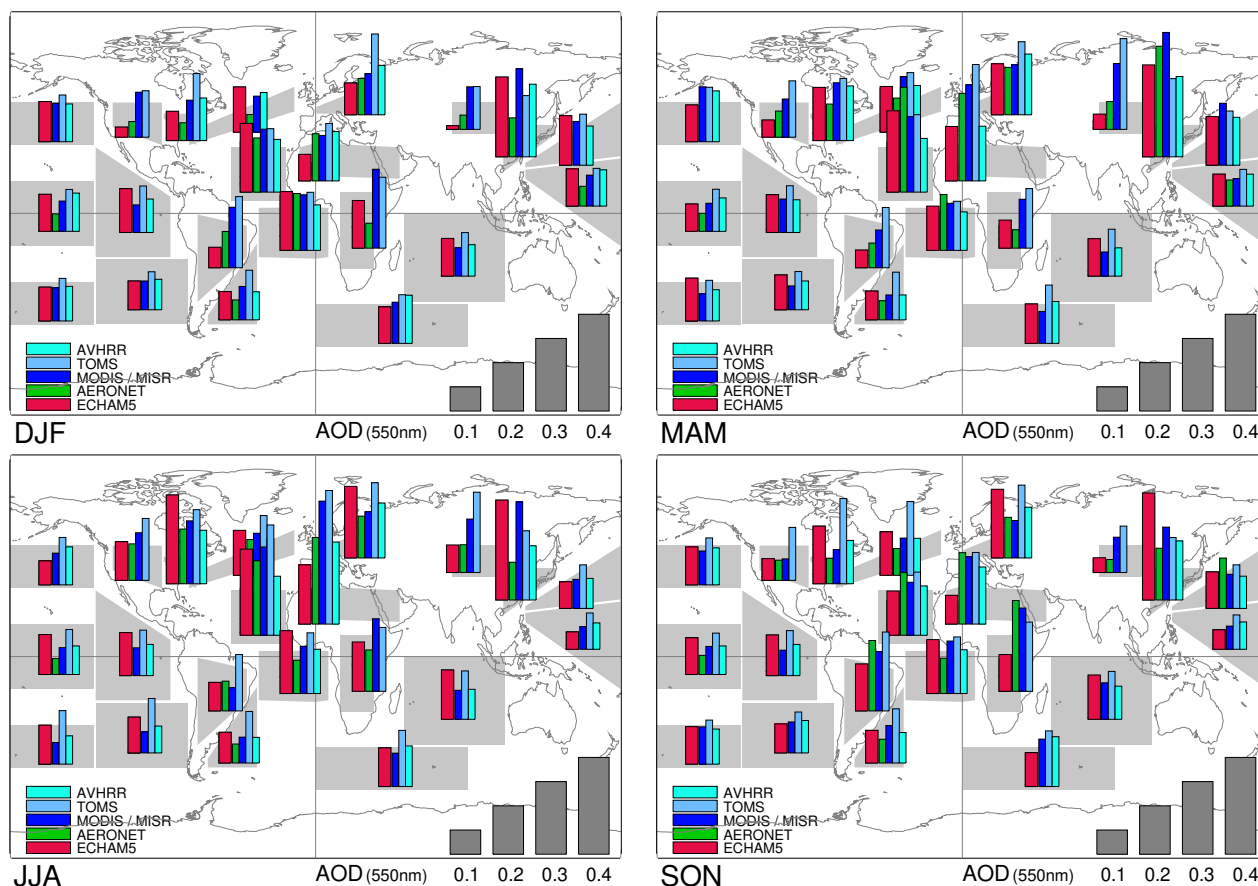 AVHRR
TOMS
MODIS / MISR
AERONET
ECHAM5
DJF
AOD (550nm) 0.1 0.2 0.3 0.4
AVHRR
TOMS
MODIS / MISR
AERONET
ECHAM5
MAM
AOD (550nm) 0.1 0.2 0.3 0.4
AVHRR
TOMS
MODIS / MISR
AERONET
ECHAM5
JJA
AOD (550nm) 0.1 0.2 0.3 0.4
AVHRR
TOMS
MODIS / MISR
AERONET
ECHAM5
SON
AOD (550nm) 0.1 0.2 0.3 0.4